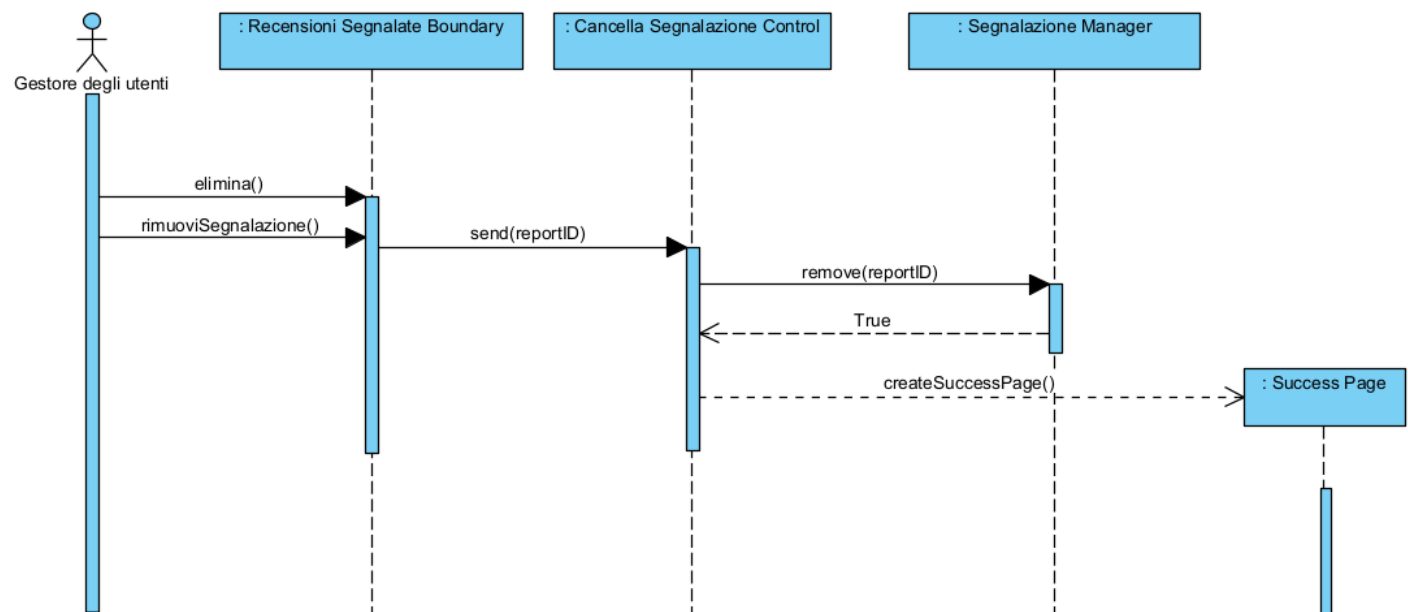 : Recensioni Segnalate Boundary
: Cancella Segnalazione Control
: Segnalazione Manager
Gestore degli utenti
elimina()
rimuoviSegnalazione()
send(reportID)
remove(reportID)
True
createSuccessPage()
: Success Page